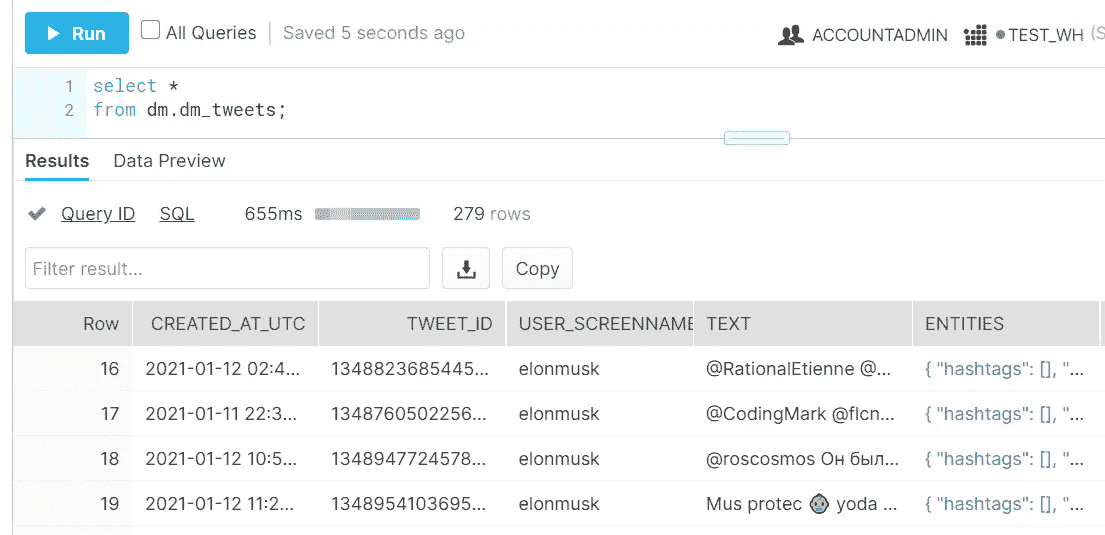 Run All Queries Saved 5 seconds ago ACCOUNTADMIN TEST_WH (S
1 select *
2 from dm.dm_tweets;
Results Data Preview
Query ID SQL 655ms 279 rows
Filter result... Copy
Row CREATED_AT_UTC TWEET_ID USER_SCREENNAME TEXT ENTITIES
16 2021-01-12 02:4... 1348823685445... elonmusk @RationalEtienne @... { "hashtags": [], "...
17 2021-01-11 22:3... 1348760502256... elonmusk @CodingMark @flcn... { "hashtags": [], "...
18 2021-01-12 10:5... 1348947724578... elonmusk @roscosmos Он был... { "hashtags": [], "...
19 2021-01-12 11:2... 1348954103695... elonmusk Mus protec yoda ... { "hashtags": [], "...